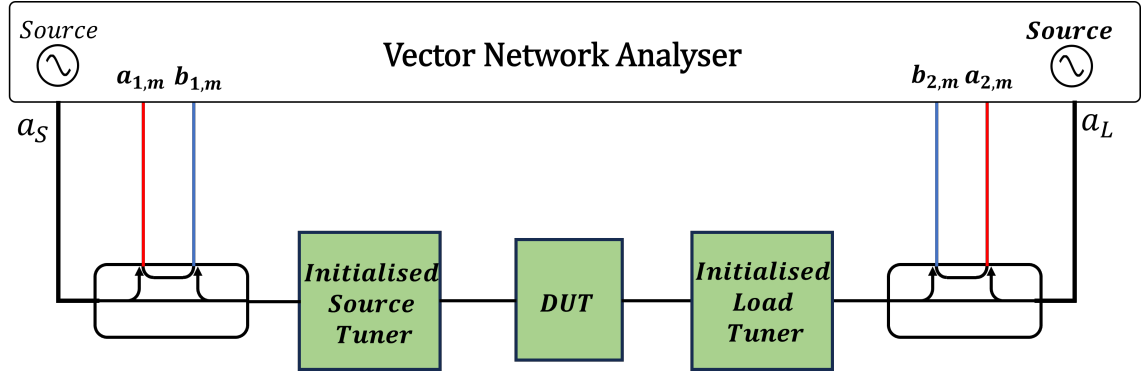 Source
Source
Vector Network Analyser
a1,m b1,m
b2,m a2,m
aS
aL
Initialised
Source
Tuner
DUT
Initialised
Load
Tuner